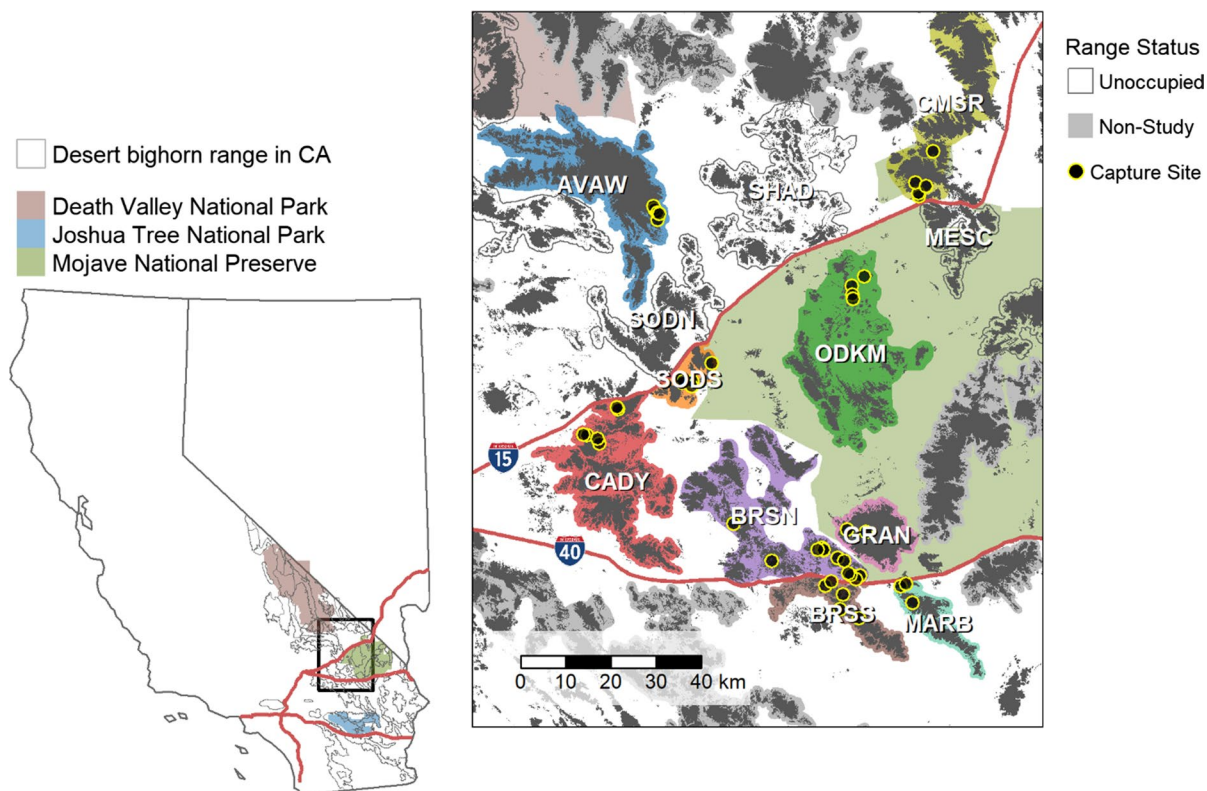 Desert bighorn range in CA
Death Valley National Park
Joshua Tree National Park
Mojave National Preserve
CMSR
AVAW
SHAD
MESC
SODN
ODKM
SODS
15
CADY
BRSN
GRAN
40
BRSS
MARB
0 10 20 30 40 km
Range Status
Unoccupied
Non-Study
Capture Site